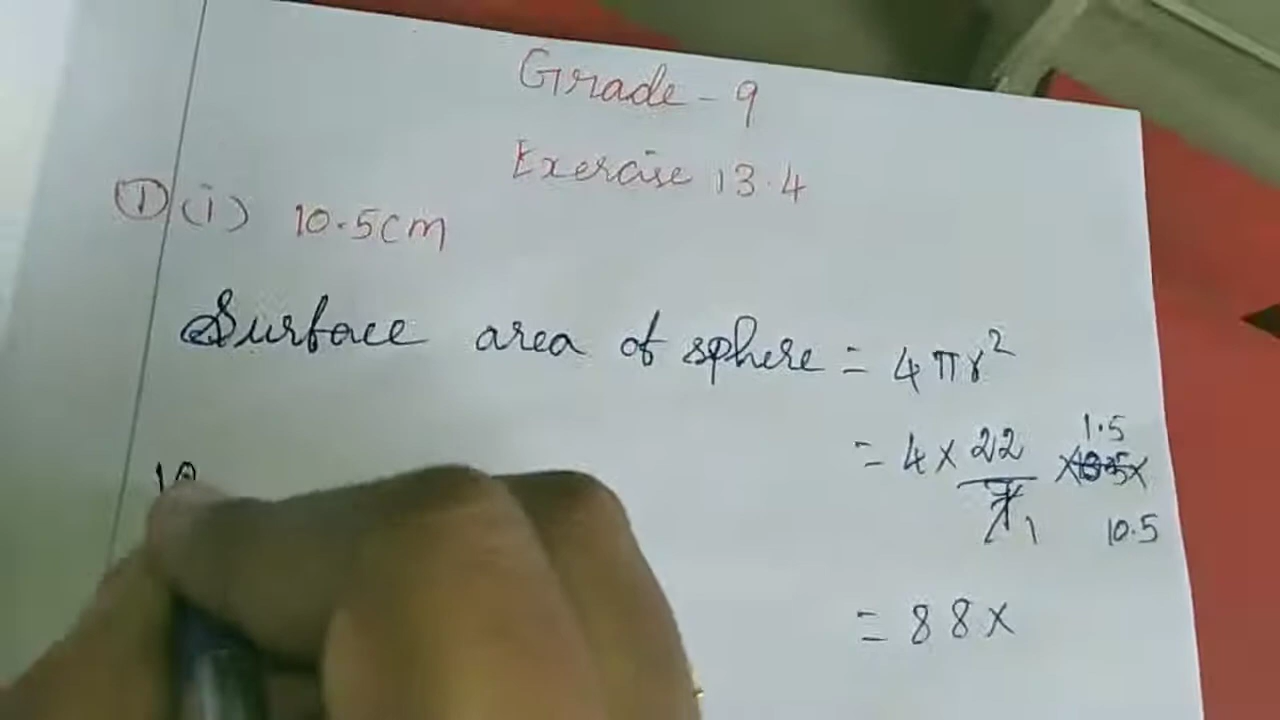 Grade - 9
Exercise 13.4
1 (i) 10.5cm
Surface area of sphere = 4πr²
1.5
= 4 × 22/7 1 ×10.5×
10.5
= 88×
10